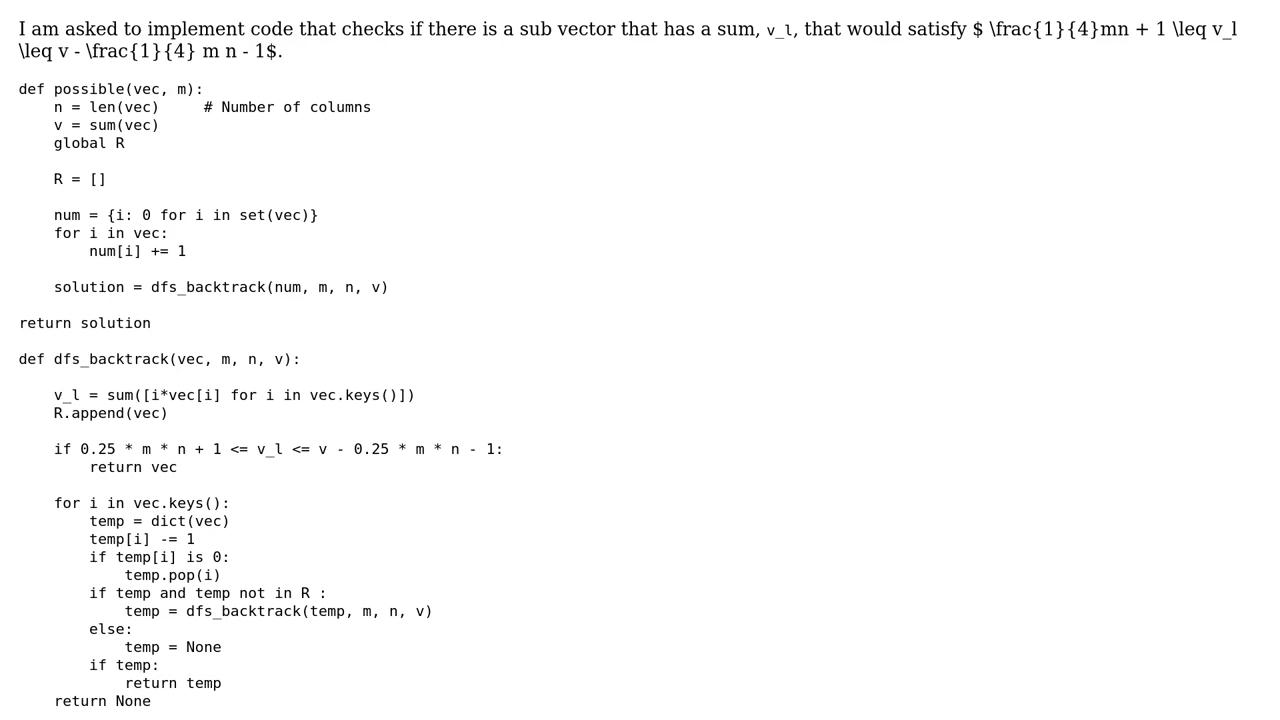 I am asked to implement code that checks if there is a sub vector that has a sum, v_l, that would satisfy $ \frac{1}{4}mn + 1 \leq v_l
\leq v - \frac{1}{4} m n - 1$.
def possible(vec, m):
    n = len(vec)     # Number of columns
    v = sum(vec)
    global R
    R = []
    num = {i: 0 for i in set(vec)}
    for i in vec:
        num[i] += 1
    solution = dfs_backtrack(num, m, n, v)
return solution
def dfs_backtrack(vec, m, n, v):
    v_l = sum([i*vec[i] for i in vec.keys()])
    R.append(vec)
    if 0.25 * m * n + 1 <= v_l <= v - 0.25 * m * n - 1:
        return vec
    for i in vec.keys():
        temp = dict(vec)
        temp[i] -= 1
        if temp[i] is 0:
            temp.pop(i)
        if temp and temp not in R :
            temp = dfs_backtrack(temp, m, n, v)
        else:
            temp = None
        if temp:
            return temp
    return None